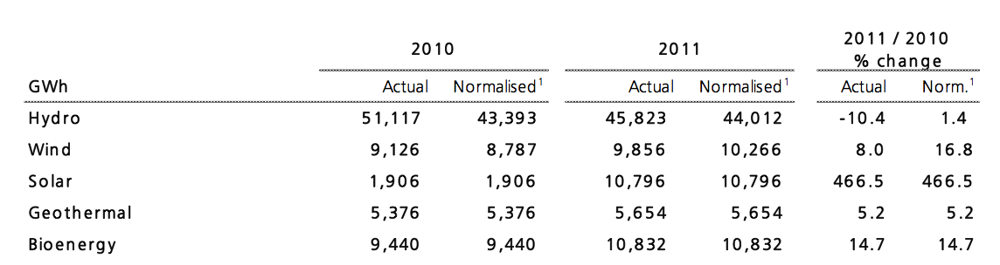 2010 2011 2011 / 2010
% change
GWh Actual Normalised¹ Actual Normalised¹ Actual Norm.¹
Hydro 51,117 43,393 45,823 44,012 -10.4 1.4
Wind 9,126 8,787 9,856 10,266 8.0 16.8
Solar 1,906 1,906 10,796 10,796 466.5 466.5
Geothermal 5,376 5,376 5,654 5,654 5.2 5.2
Bioenergy 9,440 9,440 10,832 10,832 14.7 14.7